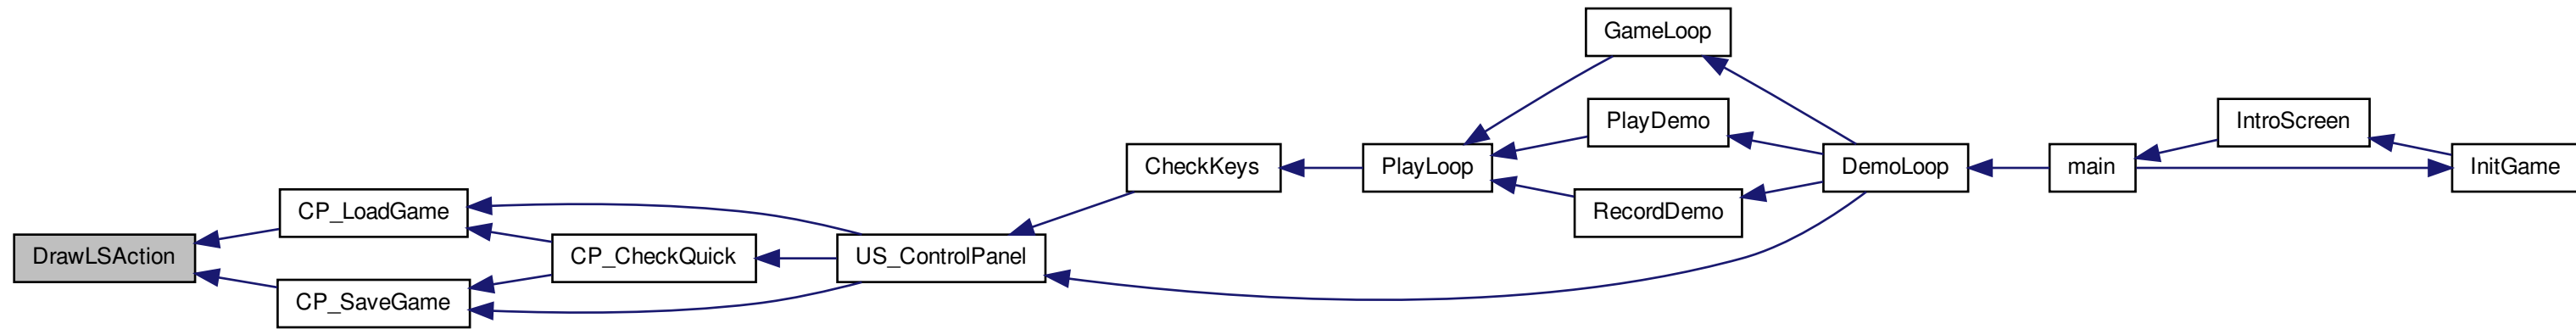 DrawLSAction
CP_LoadGame
CP_SaveGame
CP_CheckQuick
US_ControlPanel
CheckKeys
PlayLoop
GameLoop
PlayDemo
RecordDemo
DemoLoop
main
IntroScreen
InitGame